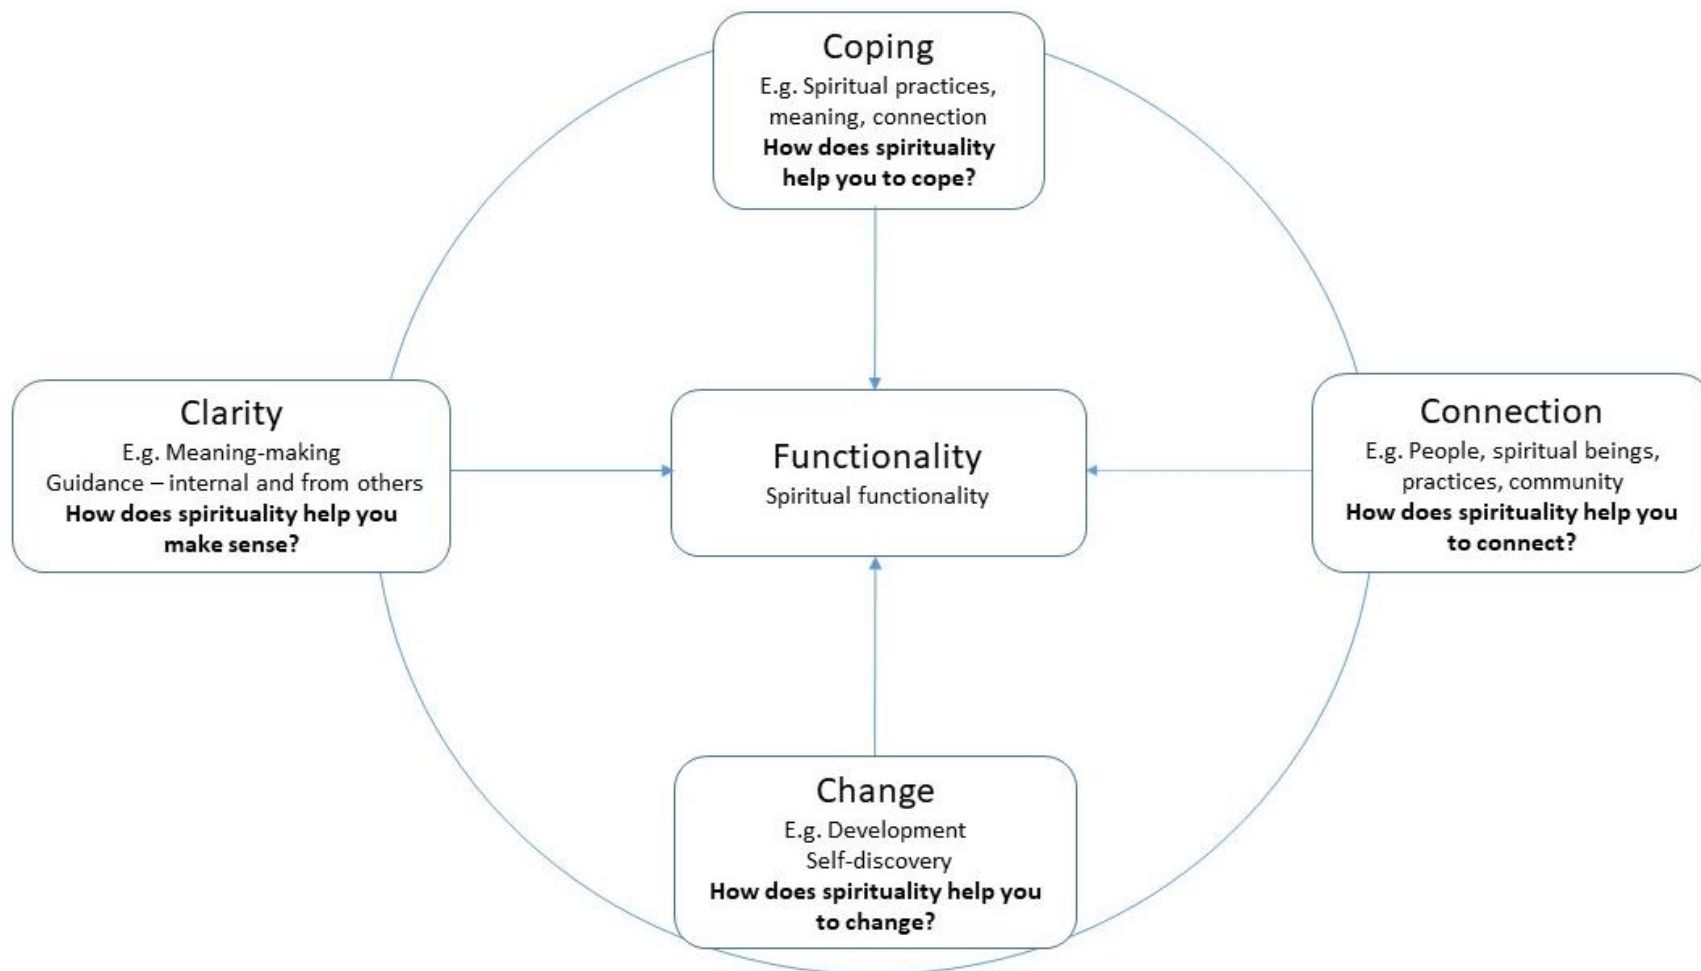 Coping
E.g. Spiritual practices,
meaning, connection
How does spirituality
help you to cope?
Clarity
E.g. Meaning-making
Guidance – internal and from others
How does spirituality help you
make sense?
Functionality
Spiritual functionality
Connection
E.g. People, spiritual beings,
practices, community
How does spirituality help you
to connect?
Change
E.g. Development
Self-discovery
How does spirituality help you
to change?